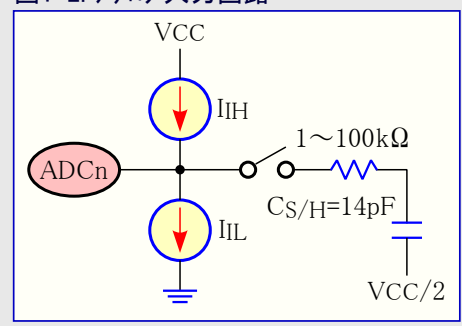 VCC
IIH
ADCn
1~100kΩ
CS/H=14pF
IIL
VCC/2